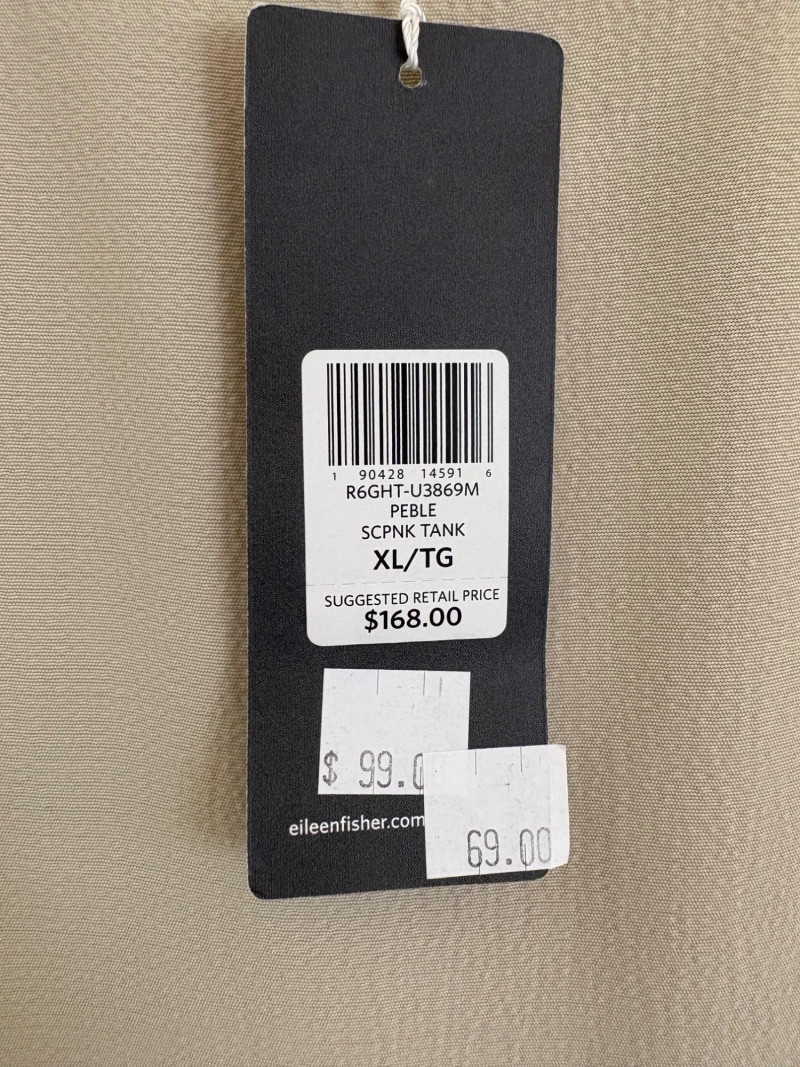 1 90428 14591 6
R6GHT-U3869M
PEBLE
SCPNK TANK
XL/TG
SUGGESTED RETAIL PRICE
$168.00
$ 99.0
eileenfisher.com
69.00